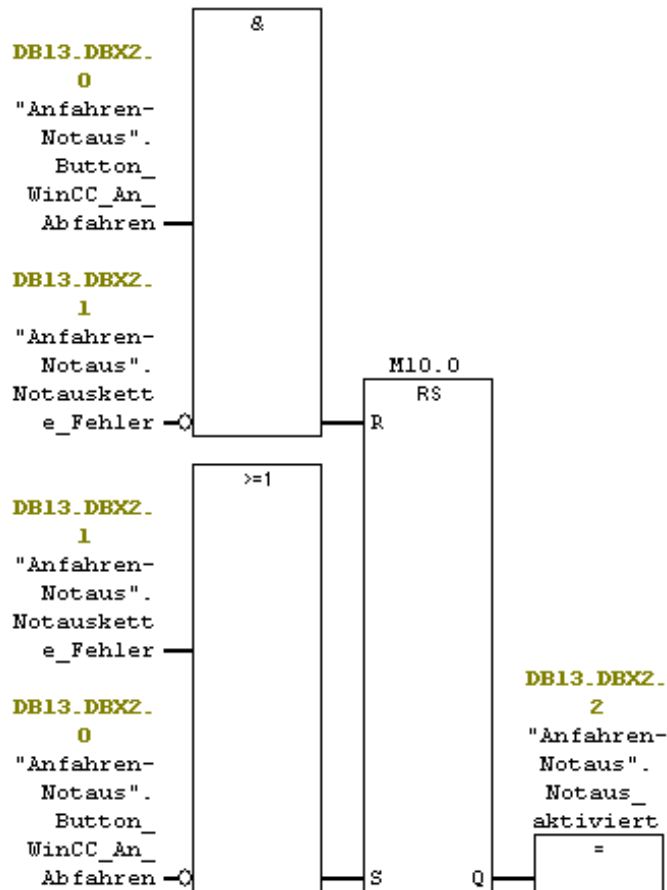 &
DB13.DBX2.
0
"Anfahren-
Notaus".
Button_
WinCC_An_
Abfahren
DB13.DBX2.
1
"Anfahren-
Notaus".
Notauskett
e_Fehler
M10.0
RS
R
>=1
DB13.DBX2.
1
"Anfahren-
Notaus".
Notauskett
e_Fehler
DB13.DBX2.
0
"Anfahren-
Notaus".
Button_
WinCC_An_
Abfahren
S
Q
DB13.DBX2.
2
"Anfahren-
Notaus".
Notaus_
aktiviert
=